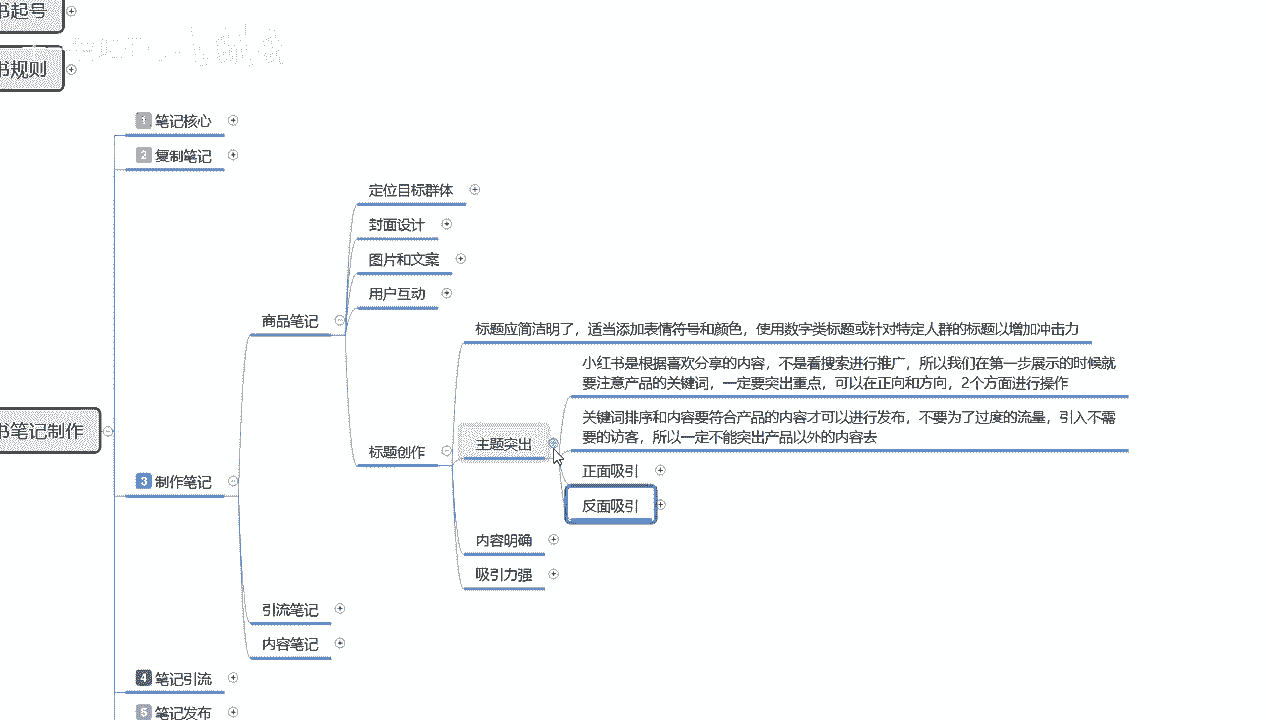 书起号
书规则
1 笔记核心
2 复制笔记
定位目标群体
封面设计
图片和文案
用户互动
商品笔记
标题应简洁明了，适当添加表情符号和颜色，使用数字类标题或针对特定人群的标题以增加冲击力
小红书是根据喜欢分享的内容，不是看搜索进行推广，所以我们在第一步展示的时候就
要注意产品的关键词，一定要突出重点，可以在正向和方向，2个方面进行操作
关键词排序和内容要符合产品的内容才可以进行发布，不要为了过度的流量，引入不需
要的访客，所以一定不能突出产品以外的内容去
书笔记制作
标题创作
主题突出
正面吸引
3 制作笔记
反面吸引
内容明确
吸引力强
引流笔记
内容笔记
4 笔记引流
5 笔记发布